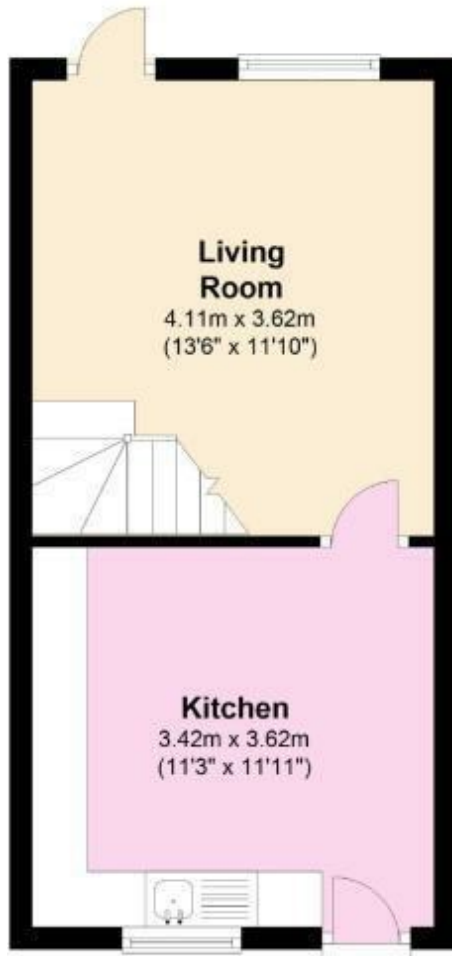 Living
Room
4.11m x 3.62m
(13'6" x 11'10")
Kitchen
3.42m x 3.62m
(11'3" x 11'11")